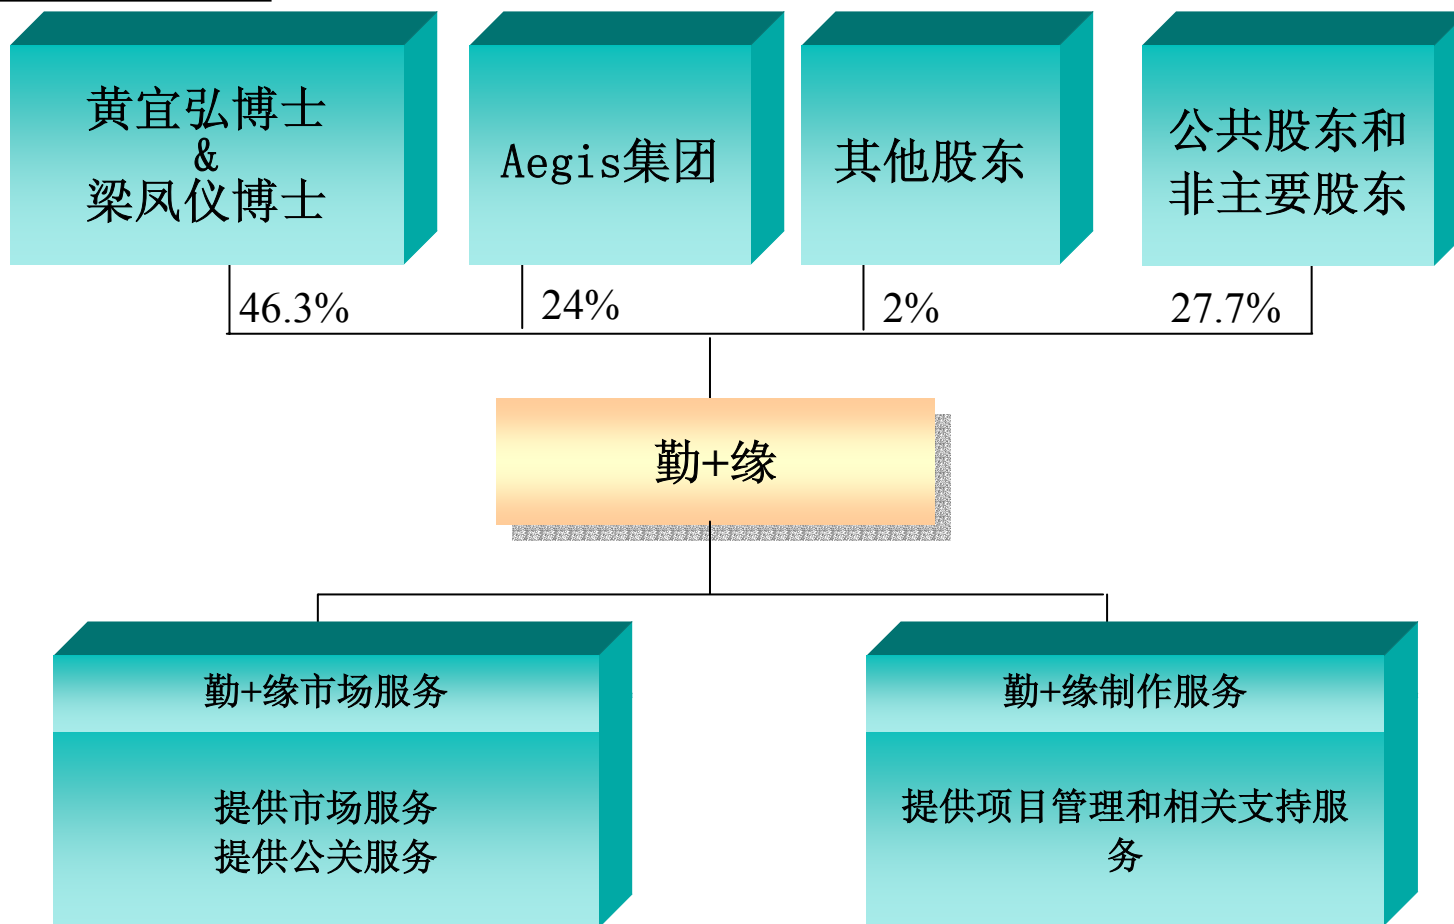 黄宜弘博士
&
梁凤仪博士
Aegis集团
其他股东
公共股东和
非主要股东
46.3%
24%
2%
27.7%
勤+缘
勤+缘市场服务
提供市场服务
提供公关服务
勤+缘制作服务
提供项目管理和相关支持服
务